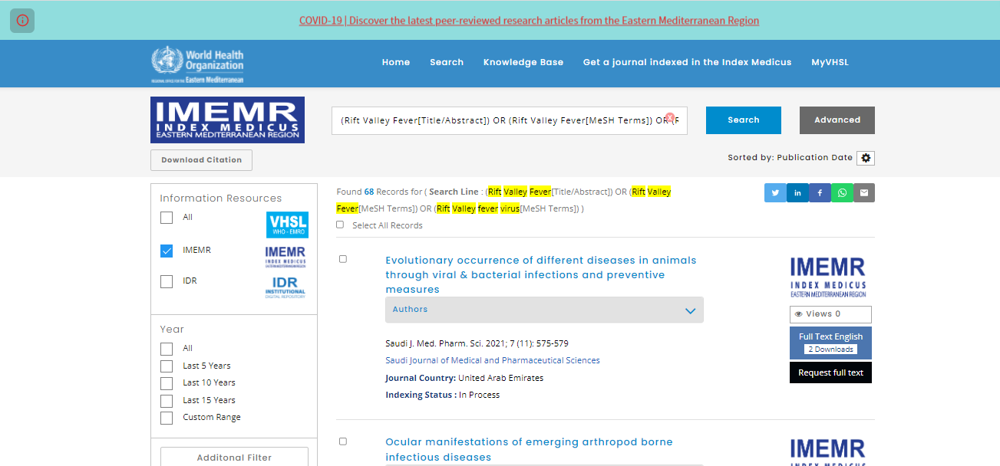 COVID-19 | Discover the latest peer-reviewed research articles from the Eastern Mediterranean Region
World Health
Organization
REGIONAL OFFICE FOR THE Eastern Mediterranean
Home Search Knowledge Base Get a journal indexed in the Index Medicus MyVHSL
IMEMR
INDEX MEDICUS
EASTERN MEDITERRANEAN REGION
(Rift Valley Fever[Title/Abstract]) OR (Rift Valley Fever[MeSH Terms]) OR (F
Search
Advanced
Download Citation
Sorted by: Publication Date
Information Resources
All
VHSL
WHO - EMRO
IMEMR
IMEMR
INDEX MEDICUS
EASTERN MEDITERRANEAN REGION
IDR
IDR
INSTITUTIONAL
DIGITAL REPOSITORY
Year
All
Last 5 Years
Last 10 Years
Last 15 Years
Custom Range
Additonal Filter
Found 68 Records for ( Search Line : (Rift Valley Fever[Title/Abstract]) OR (Rift Valley
Fever[MeSH Terms]) OR (Rift Valley fever virus[MeSH Terms]) )
Select All Records
Evolutionary occurrence of different diseases in animals
through viral & bacterial infections and preventive
measures
Authors
Saudi J. Med. Pharm. Sci. 2021; 7 (11): 575-579
Saudi Journal of Medical and Pharmaceutical Sciences
Journal Country: United Arab Emirates
Indexing Status : In Process
IMEMR
INDEX MEDICUS
EASTERN MEDITERRANEAN REGION
Views 0
Full Text English
2 Downloads
Request full text
Ocular manifestations of emerging arthropod borne
infectious diseases
IMEMR
INDEX MEDICUS